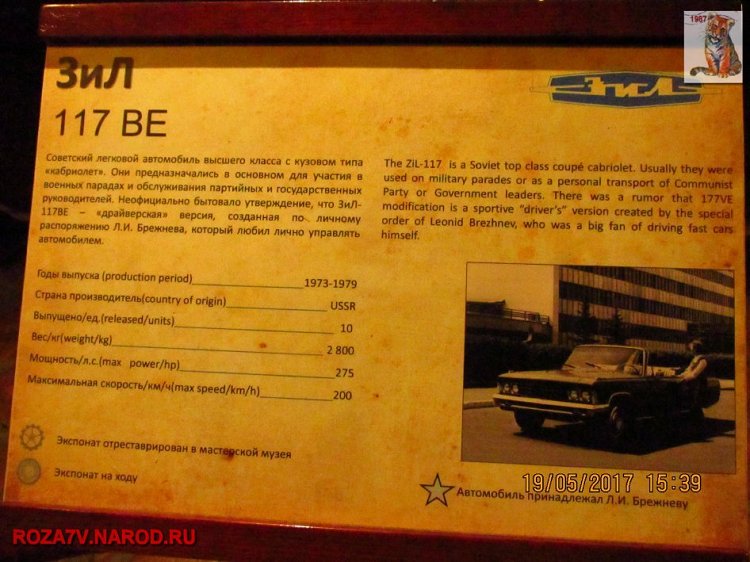 1987
ЗиЛ
117 ВЕ
ЗиЛ
Советский легковой автомобиль высшего класса с кузовом типа
«кабриолет». Они предназначались в основном для участия в
военных парадах и обслуживания партийных и государственных
руководителей. Неофициально бытовало утверждение, что ЗиЛ-
117ВЕ – «драйверская» версия, созданная по личному
распоряжению Л.И. Брежнева, который любил лично управлять
автомобилем.
The ZiL-117 is a Soviet top class coupé cabriolet. Usually they were
used on military parades or as a personal transport of Communist
Party or Government leaders. There was a rumor that 177VE
modification is a sportive “driver’s” version created by the special
order of Leonid Brezhnev, who was a big fan of driving fast cars
himself.
Годы выпуска (production period) 1973-1979
Страна производитель(country of origin) USSR
Выпущено/ед.(released/units) 10
Вес/кг(weight/kg) 2 800
Мощность/л.с.(max power/hp) 275
Максимальная скорость/км/ч(max speed/km/h) 200
Экспонат отреставрирован в мастерской музея
Экспонат на ходу
19/05/2017 15:39
Автомобиль принадлежал Л.И. Брежневу
ROZA7V.NAROD.RU